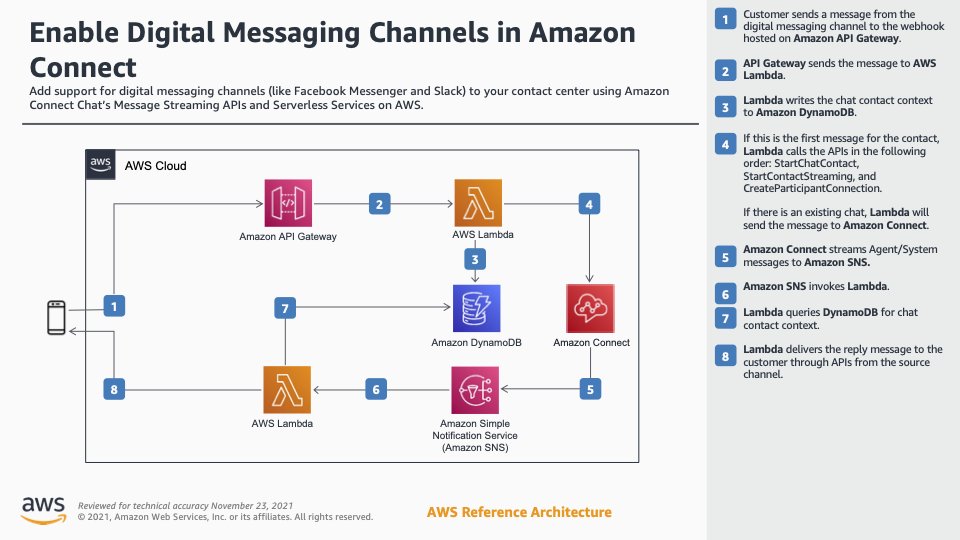 Enable Digital Messaging Channels in Amazon
Connect
Add support for digital messaging channels (like Facebook Messenger and Slack) to your contact center using Amazon
Connect Chat's Message Streaming APIs and Serverless Services on AWS.
aws
AWS Cloud
Amazon API Gateway
2
AWS Lambda
4
3
1
7
Amazon DynamoDB
Amazon Connect
8
AWS Lambda
6
Amazon Simple
Notification Service
(Amazon SNS)
5
1
Customer sends a message from the
digital messaging channel to the webhook
hosted on Amazon API Gateway.
2
API Gateway sends the message to AWS
Lambda.
3
Lambda writes the chat contact context
to Amazon DynamoDB.
4
If this is the first message for the contact,
Lambda calls the APIs in the following
order: StartChatContact,
StartContactStreaming, and
CreateParticipantConnection.
If there is an existing chat, Lambda will
send the message to Amazon Connect.
5
Amazon Connect streams Agent/System
messages to Amazon SNS.
6
Amazon SNS invokes Lambda.
7
Lambda queries DynamoDB for chat
contact context.
8
Lambda delivers the reply message to the
customer through APIs from the source
channel.
aws
Reviewed for technical accuracy November 23, 2021
© 2021, Amazon Web Services, Inc. or its affiliates. All rights reserved.
AWS Reference Architecture